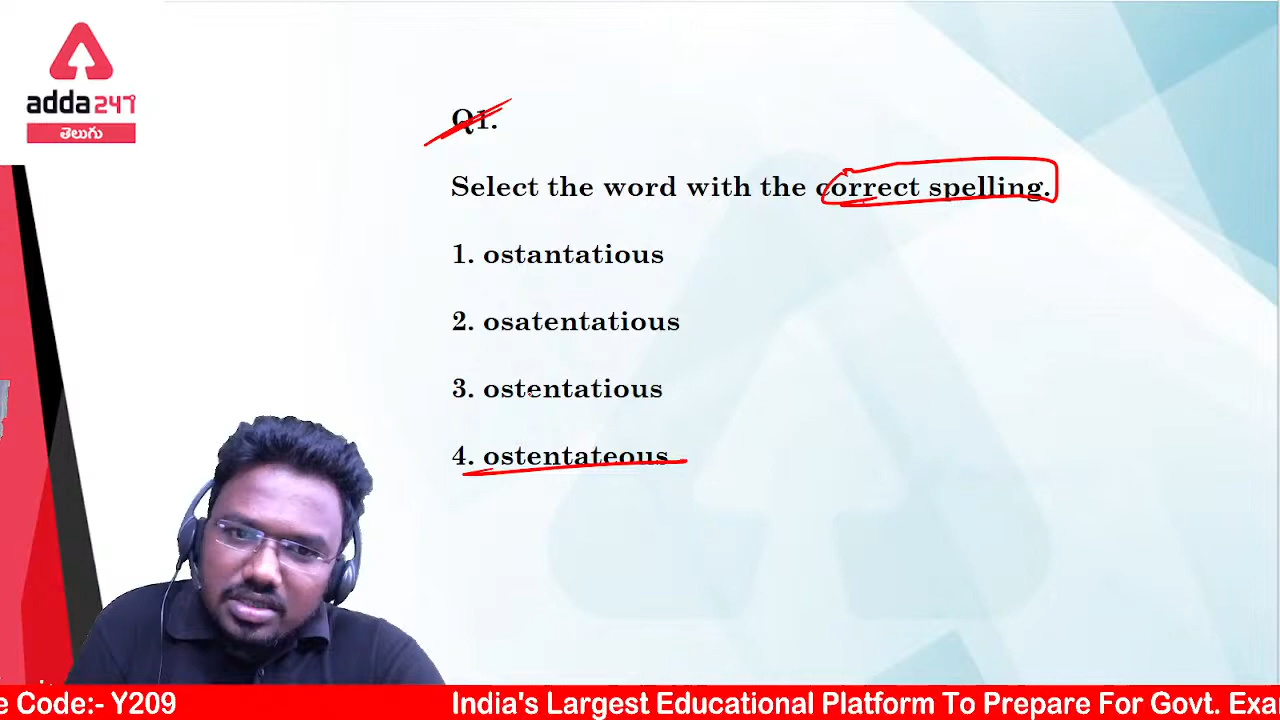 adda247
తెలుగు
Q1.
Select the word with the correct spelling.
1. ostantatious
2. osatentatious
3. ostentatious
4. ostentateous
e Code:- Y209 India's Largest Educational Platform To Prepare For Govt. Exa